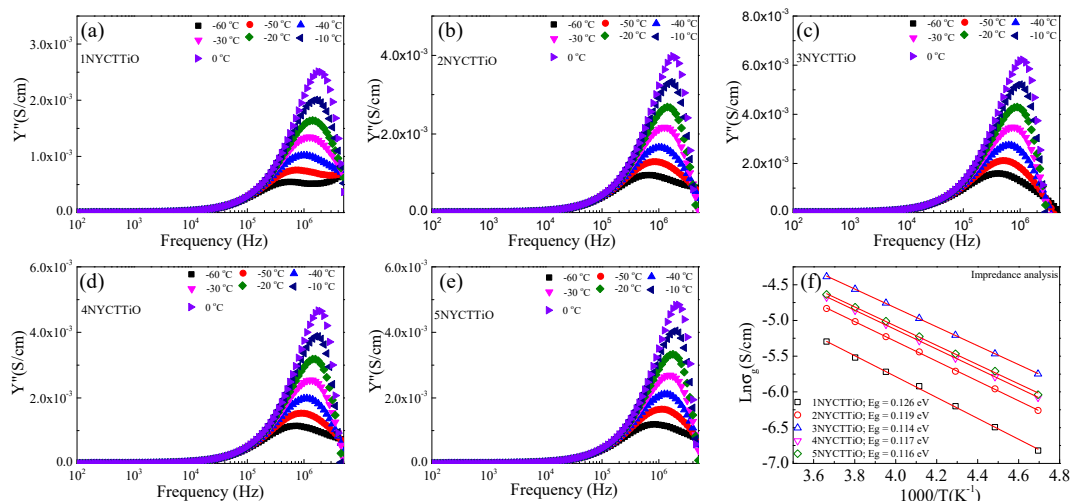 (a)
-60 °C -50 °C -40 °C
-30 °C -20 °C -10 °C
0 °C
1NYCTTiO
Y''(S/cm)
3.0x10⁻³
2.0x10⁻³
1.0x10⁻³
0.0
10² 10³ 10⁴ 10⁵ 10⁶
Frequency (Hz)
(b)
-60 °C -50 °C -40 °C
-30 °C -20 °C -10 °C
0 °C
2NYCTTiO
Y''(S/cm)
4.0x10⁻³
2.0x10⁻³
0.0
10² 10³ 10⁴ 10⁵ 10⁶
Frequency (Hz)
(c)
-60 °C -50 °C -40 °C
-30 °C -20 °C -10 °C
0 °C
3NYCTTiO
Y''(S/cm)
8.0x10⁻³
6.0x10⁻³
4.0x10⁻³
2.0x10⁻³
0.0
10² 10³ 10⁴ 10⁵ 10⁶
Frequency (Hz)
(d)
-60 °C -50 °C -40 °C
-30 °C -20 °C -10 °C
0 °C
4NYCTTiO
Y''(S/cm)
6.0x10⁻³
4.0x10⁻³
2.0x10⁻³
0.0
10² 10³ 10⁴ 10⁵ 10⁶
Frequency (Hz)
(e)
-60 °C -50 °C -40 °C
-30 °C -20 °C -10 °C
0 °C
5NYCTTiO
Y''(S/cm)
6.0x10⁻³
4.0x10⁻³
2.0x10⁻³
0.0
10² 10³ 10⁴ 10⁵ 10⁶
Frequency (Hz)
Impredance analysis
(f)
Lnσg(S/cm)
-4.5
-5.0
-5.5
-6.0
-6.5
-7.0
1NYCTTiO; Eg = 0.126 eV
2NYCTTiO; Eg = 0.119 eV
3NYCTTiO; Eg = 0.114 eV
4NYCTTiO; Eg = 0.117 eV
5NYCTTiO; Eg = 0.116 eV
3.6 3.8 4.0 4.2 4.4 4.6 4.8
1000/T(K⁻¹)